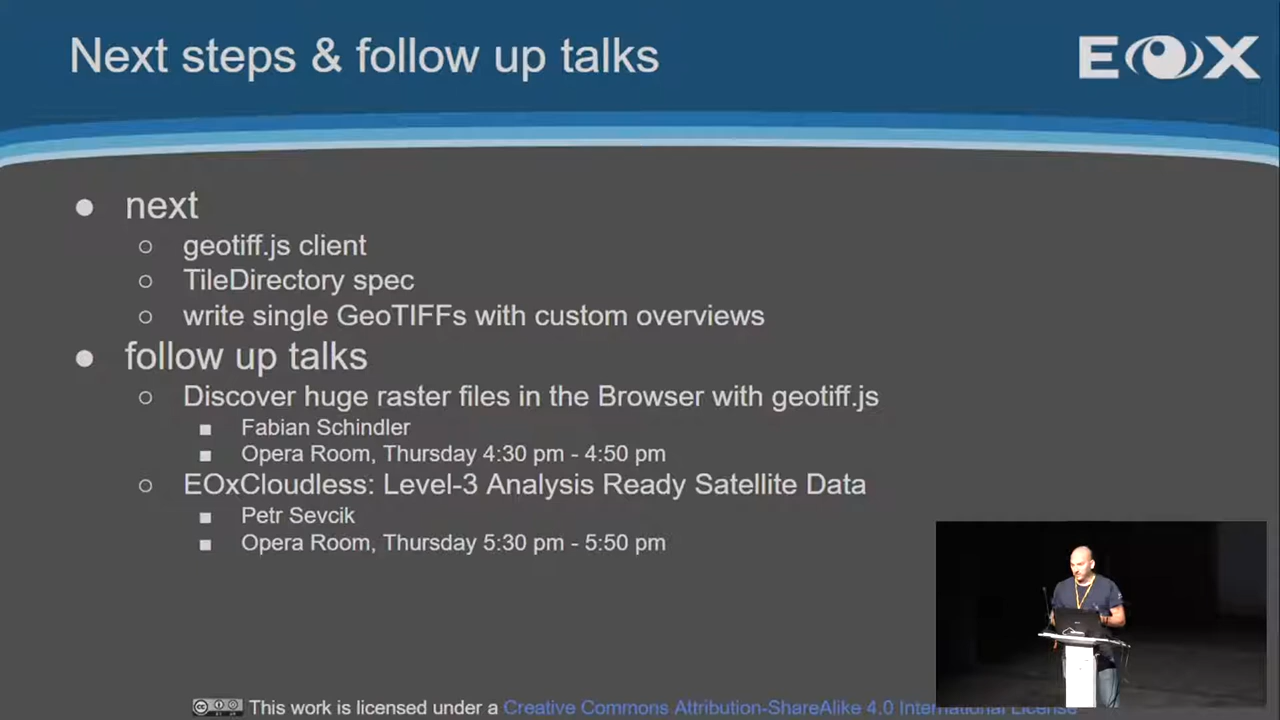 Next steps & follow up talks
EOX
next
geotiff.js client
TileDirectory spec
write single GeoTIFFs with custom overviews
follow up talks
Discover huge raster files in the Browser with geotiff.js
Fabian Schindler
Opera Room, Thursday 4:30 pm - 4:50 pm
EOxCloudless: Level-3 Analysis Ready Satellite Data
Petr Sevcik
Opera Room, Thursday 5:30 pm - 5:50 pm
This work is licensed under a Creative Commons Attribution-ShareAlike 4.0 International License